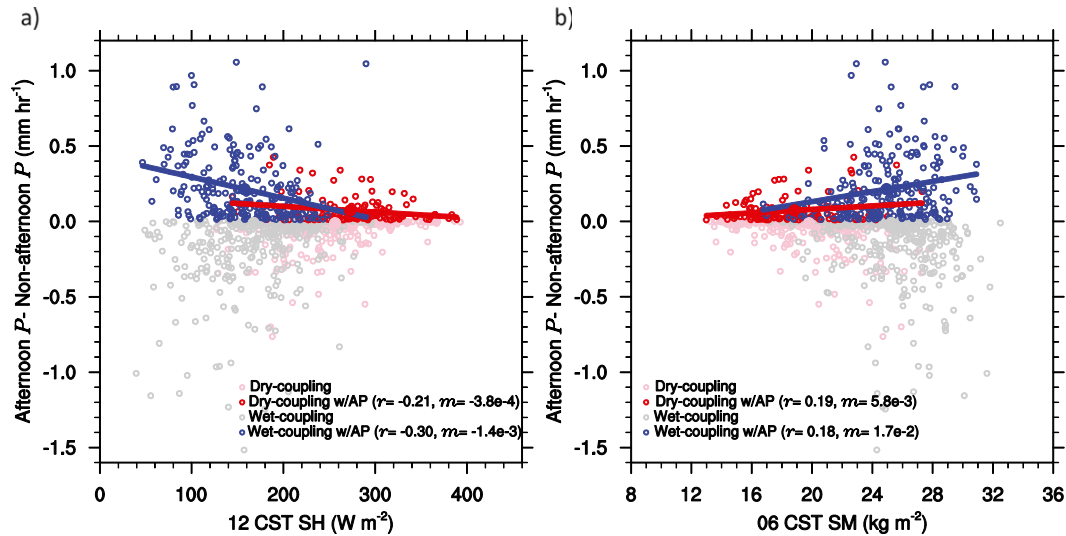 a)
b)
Afternoon P- Non-afternoon P (mm hr⁻¹)
1.0
0.5
0.0
-0.5
-1.0
-1.5
Dry-coupling
Dry-coupling w/AP (r= -0.21, m= -3.8e-4)
Wet-coupling
Wet-coupling w/AP (r= -0.30, m= -1.4e-3)
0 100 200 300 400
12 CST SH (W m⁻²)
Afternoon P- Non-afternoon P (mm hr⁻¹)
1.0
0.5
0.0
-0.5
-1.0
-1.5
Dry-coupling
Dry-coupling w/AP (r= 0.19, m= 5.8e-3)
Wet-coupling
Wet-coupling w/AP (r= 0.18, m= 1.7e-2)
8 12 16 20 24 28 32 36
06 CST SM (kg m⁻²)